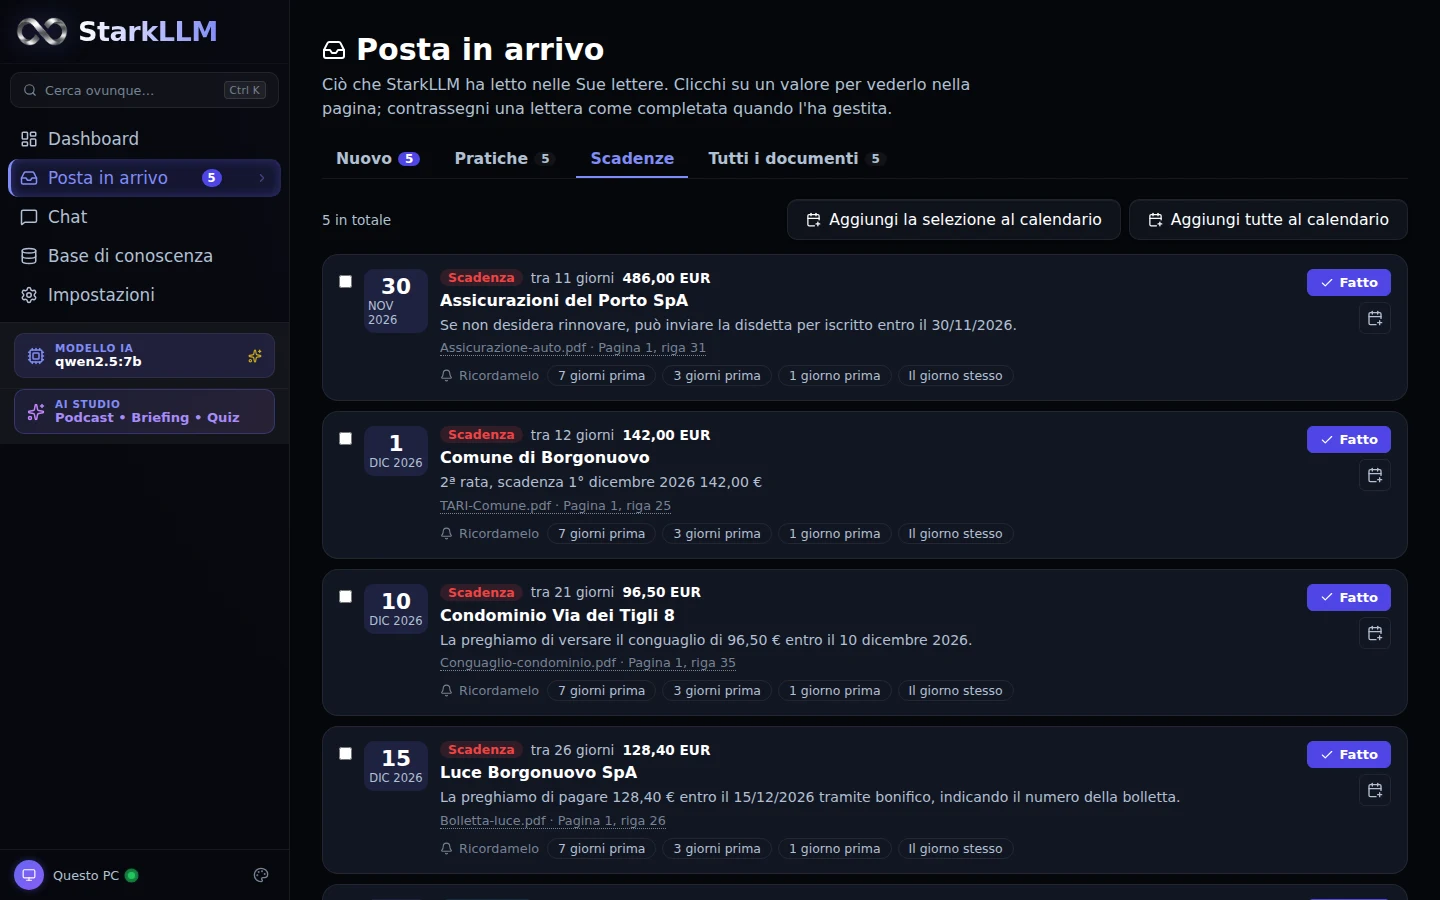 StarkLLM
Cerca ovunque...
Ctrl K
Dashboard
Posta in arrivo
5
Chat
Base di conoscenza
Impostazioni
MODELLO IA
qwen2.5:7b
AI STUDIO
Podcast • Briefing • Quiz
Questo PC
Posta in arrivo
Ciò che StarkLLM ha letto nelle Sue lettere. Clicchi su un valore per vederlo nella
pagina; contrassegni una lettera come completata quando l'ha gestita.
Nuovo 5
Pratiche 5
Scadenze
Tutti i documenti 5
5 in totale
Aggiungi la selezione al calendario
Aggiungi tutte al calendario
30
NOV
2026
Scadenza tra 11 giorni 486,00 EUR
Assicurazioni del Porto SpA
Se non desidera rinnovare, può inviare la disdetta per iscritto entro il 30/11/2026.
Assicurazione-auto.pdf · Pagina 1, riga 31
Ricordamelo 7 giorni prima 3 giorni prima 1 giorno prima Il giorno stesso
Fatto
1
DIC 2026
Scadenza tra 12 giorni 142,00 EUR
Comune di Borgonuovo
2ª rata, scadenza 1° dicembre 2026 142,00 €
TARI-Comune.pdf · Pagina 1, riga 25
Ricordamelo 7 giorni prima 3 giorni prima 1 giorno prima Il giorno stesso
Fatto
10
DIC 2026
Scadenza tra 21 giorni 96,50 EUR
Condominio Via dei Tigli 8
La preghiamo di versare il conguaglio di 96,50 € entro il 10 dicembre 2026.
Conguaglio-condominio.pdf · Pagina 1, riga 35
Ricordamelo 7 giorni prima 3 giorni prima 1 giorno prima Il giorno stesso
Fatto
15
DIC 2026
Scadenza tra 26 giorni 128,40 EUR
Luce Borgonuovo SpA
La preghiamo di pagare 128,40 € entro il 15/12/2026 tramite bonifico, indicando il numero della bolletta.
Bolletta-luce.pdf · Pagina 1, riga 26
Ricordamelo 7 giorni prima 3 giorni prima 1 giorno prima Il giorno stesso
Fatto